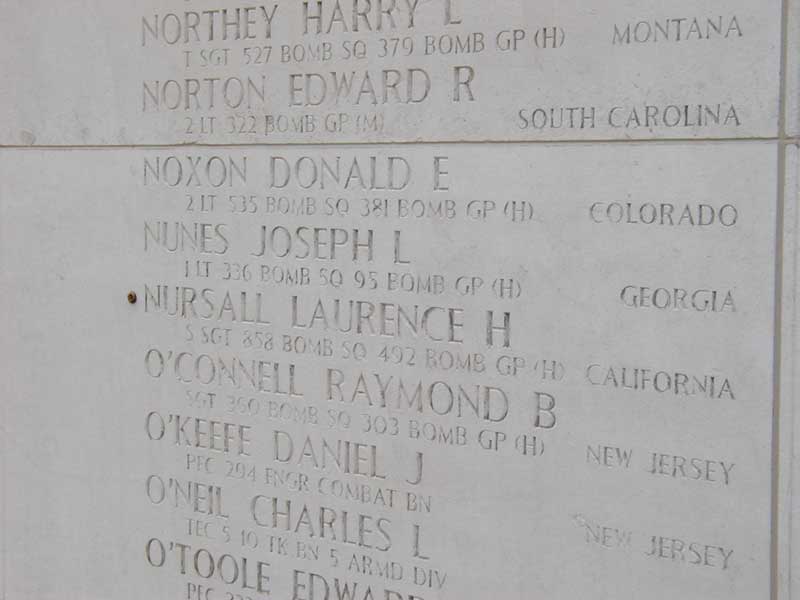 NORTHEY HARRY L
T SGT 527 BOMB SQ 379 BOMB GP (H) MONTANA
NORTON EDWARD R
2 LT 322 BOMB GP (M) SOUTH CAROLINA
NOXON DONALD E
2 LT 535 BOMB SQ 381 BOMB GP (H) COLORADO
NUNES JOSEPH L
1 LT 336 BOMB SQ 95 BOMB GP (H) GEORGIA
NURSALL LAURENCE H
S SGT 858 BOMB SQ 492 BOMB GP (H) CALIFORNIA
O'CONNELL RAYMOND B
SGT 360 BOMB SQ 303 BOMB GP (H) NEW JERSEY
O'KEEFE DANIEL J
PFC 294 ENGR COMBAT BN NEW JERSEY
O'NEIL CHARLES L
TEC 5 10 TK BN 5 ARMD DIV
O'TOOLE EDWARD
PFC